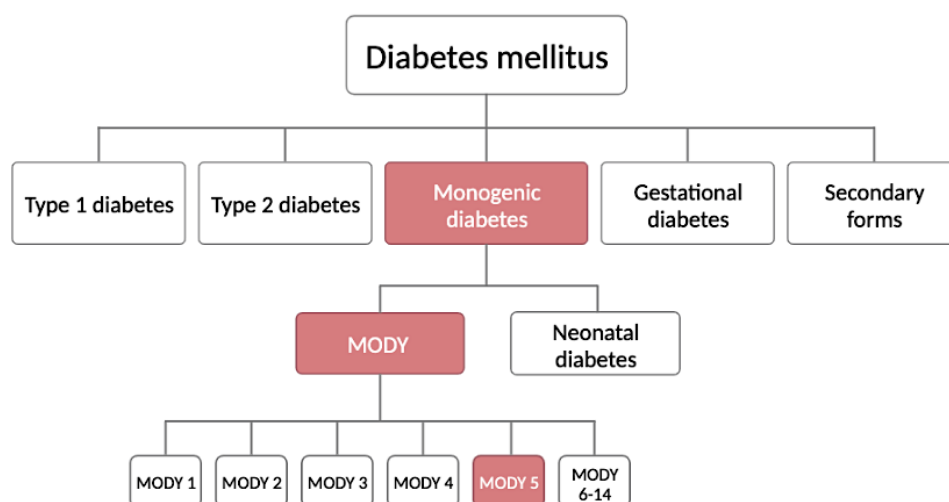 Diabetes mellitus
Type 1 diabetes
Type 2 diabetes
Monogenic
diabetes
Gestational
diabetes
Secondary
forms
MODY
Neonatal
diabetes
MODY 1
MODY 2
MODY 3
MODY 4
MODY 5
MODY
6-14